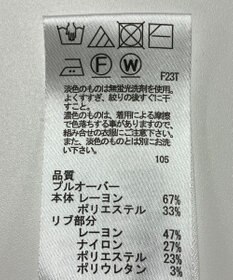 F
W
F23T
淡色のものは無蛍光洗剤を使用。
よくすすぎ、絞りの後すぐに干
すこと。
濃色のものは、着用による摩擦
で色落ちする事がありますので、
組み合せの衣服にご注意下さい。
また、淡色のものとは別にお洗
い下さい。
105
品質
プルオーバー
本体 レーヨン 67%
ポリエステル 33%
リブ部分
レーヨン 47%
ナイロン 27%
ポリエステル 23%
ポリウレタン 3%